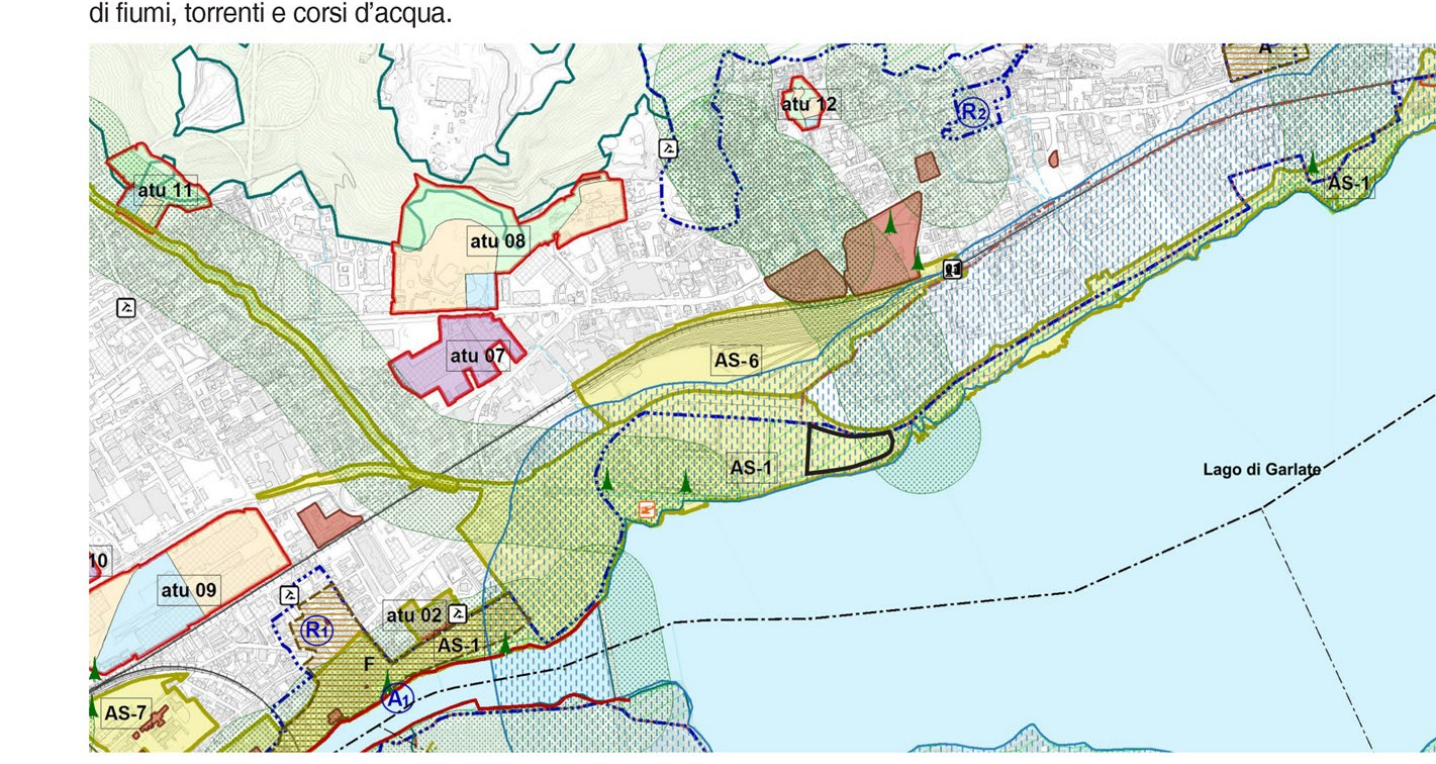 di fiumi, torrenti e corsi d'acqua.
A
atu 12
R2
atu 11
AS-1
atu 08
atu 07
AS-6
AS-1
Lago di Garlate
10
atu 09
atu 02
R1
AS-1
F
A1
AS-7